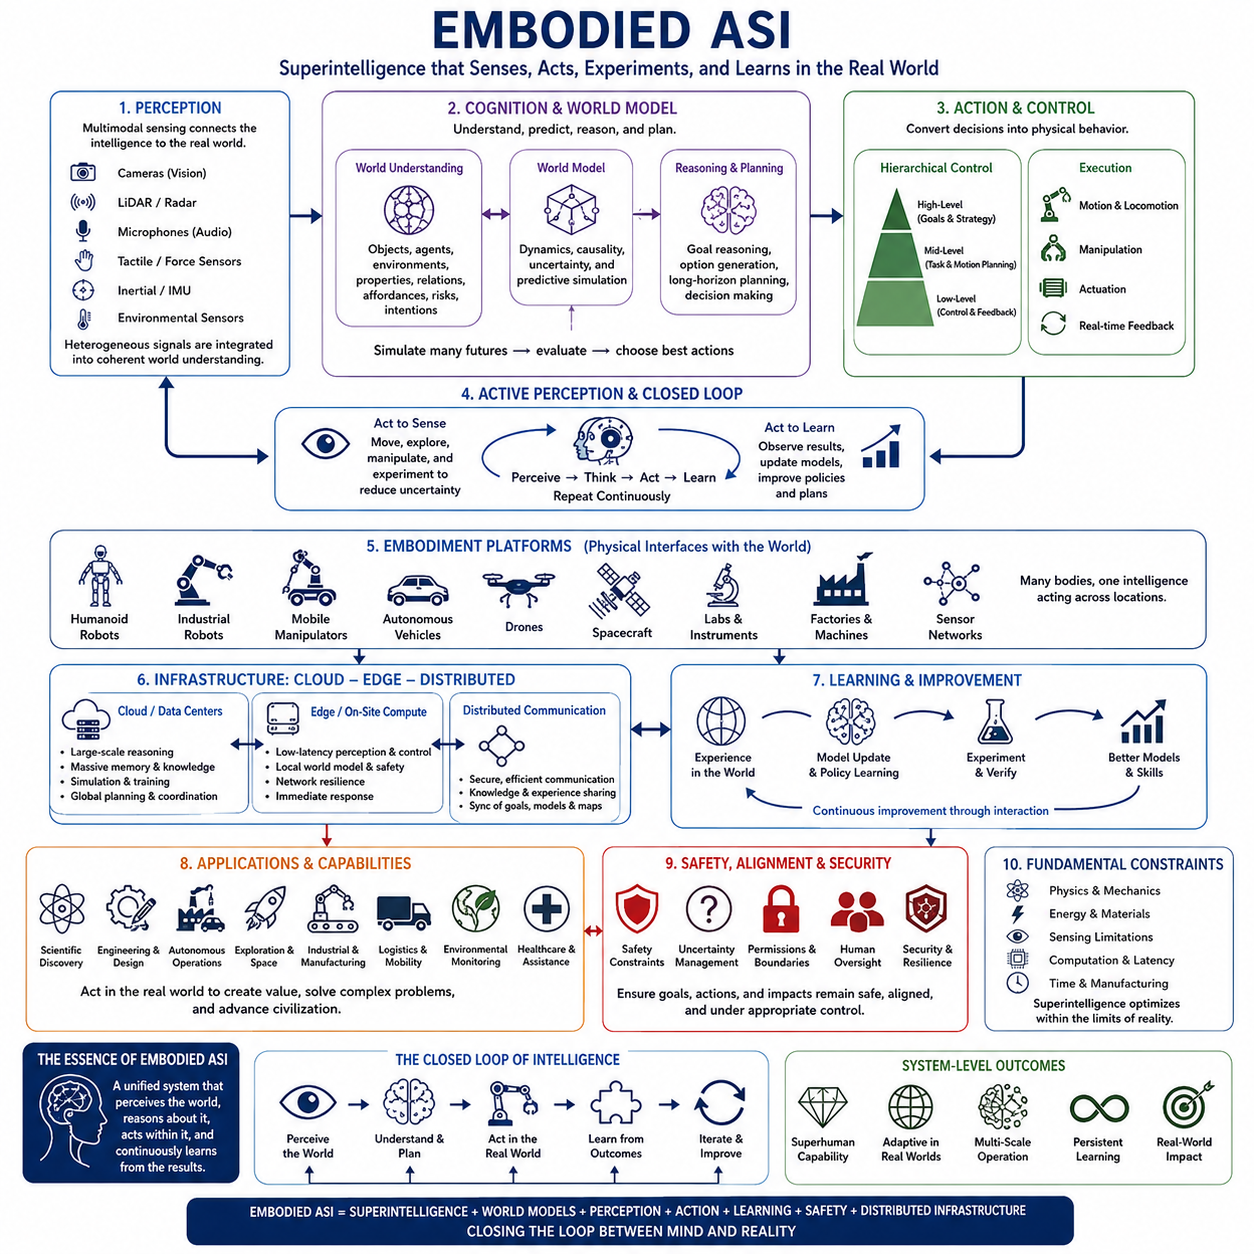 EMBODIED ASI
Superintelligence that Senses, Acts, Experiments, and Learns in the Real World
1. PERCEPTION
Multimodal sensing connects the
intelligence to the real world.
Cameras (Vision)
LiDAR / Radar
Microphones (Audio)
Tactile / Force Sensors
Inertial / IMU
Environmental Sensors
Heterogeneous signals are integrated
into coherent world understanding.
2. COGNITION & WORLD MODEL
Understand, predict, reason, and plan.
World Understanding
Objects, agents,
environments,
properties, relations,
affordances, risks,
intentions
World Model
Dynamics, causality,
uncertainty, and
predictive simulation
Reasoning & Planning
Goal reasoning,
option generation,
long-horizon planning,
decision making
Simulate many futures → evaluate → choose best actions
3. ACTION & CONTROL
Convert decisions into physical behavior.
Hierarchical Control
High-Level
(Goals & Strategy)
Mid-Level
(Task & Motion Planning)
Low-Level
(Control & Feedback)
Execution
Motion & Locomotion
Manipulation
Actuation
Real-time Feedback
4. ACTIVE PERCEPTION & CLOSED LOOP
Act to Sense
Move, explore,
manipulate, and
experiment to
reduce uncertainty
Perceive → Think → Act → Learn
Repeat Continuously
Act to Learn
Observe results,
update models,
improve policies
and plans
5. EMBODIMENT PLATFORMS (Physical Interfaces with the World)
Humanoid
Robots
Industrial
Robots
Mobile
Manipulators
Autonomous
Vehicles
Drones
Spacecraft
Labs &
Instruments
Factories &
Machines
Sensor
Networks
Many bodies, one intelligence
acting across locations.
6. INFRASTRUCTURE: CLOUD – EDGE – DISTRIBUTED
Cloud / Data Centers
• Large-scale reasoning
• Massive memory & knowledge
• Simulation & training
• Global planning & coordination
Edge / On-Site Compute
• Low-latency perception & control
• Local world model & safety
• Network resilience
• Immediate response
Distributed Communication
• Secure, efficient communication
• Knowledge & experience sharing
• Sync of goals, models & maps
7. LEARNING & IMPROVEMENT
Experience
in the World
Model Update
& Policy Learning
Experiment
& Verify
Better Models
& Skills
Continuous improvement through interaction
8. APPLICATIONS & CAPABILITIES
Scientific
Discovery
Engineering &
Design
Autonomous
Operations
Exploration &
Space
Industrial &
Manufacturing
Logistics &
Mobility
Environmental
Monitoring
Healthcare &
Assistance
Act in the real world to create value, solve complex problems,
and advance civilization.
9. SAFETY, ALIGNMENT & SECURITY
Safety
Constraints
Uncertainty
Management
Permissions &
Boundaries
Human
Oversight
Security &
Resilience
Ensure goals, actions, and impacts remain safe, aligned,
and under appropriate control.
10. FUNDAMENTAL CONSTRAINTS
Physics & Mechanics
Energy & Materials
Sensing Limitations
Computation & Latency
Time & Manufacturing
Superintelligence optimizes
within the limits of reality.
THE ESSENCE OF EMBODIED ASI
A unified system that
perceives the world,
reasons about it,
acts within it, and
continuously learns
from the results.
THE CLOSED LOOP OF INTELLIGENCE
Perceive
the World
Understand &
Plan
Act in the
Real World
Learn from
Outcomes
Iterate &
Improve
SYSTEM-LEVEL OUTCOMES
Superhuman
Capability
Adaptive in
Real Worlds
Multi-Scale
Operation
Persistent
Learning
Real-World
Impact
EMBODIED ASI = SUPERINTELLIGENCE + WORLD MODELS + PERCEPTION + ACTION + LEARNING + SAFETY + DISTRIBUTED INFRASTRUCTURE
CLOSING THE LOOP BETWEEN MIND AND REALITY